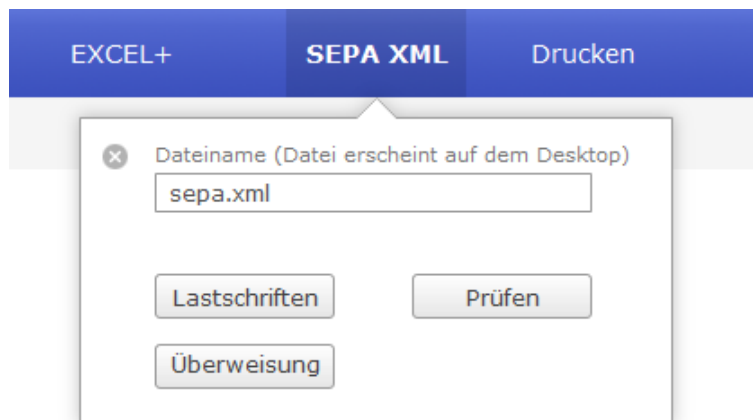 EXCEL+ SEPA XML Drucken
Dateiname (Datei erscheint auf dem Desktop)
sepa.xml
Lastschriften Prüfen
Überweisung